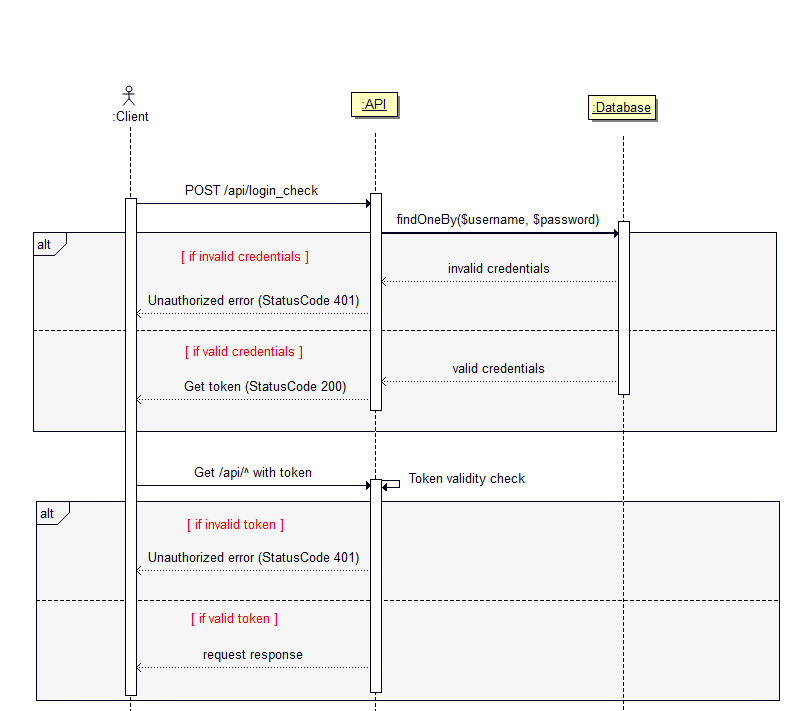 :Client
:API
:Database
POST /api/login_check
findOneBy($username, $password)
alt
[ if invalid credentials ]
invalid credentials
Unauthorized error (StatusCode 401)
[ if valid credentials ]
valid credentials
Get token (StatusCode 200)
Get /api/^ with token
Token validity check
alt
[ if invalid token ]
Unauthorized error (StatusCode 401)
[ if valid token ]
request response